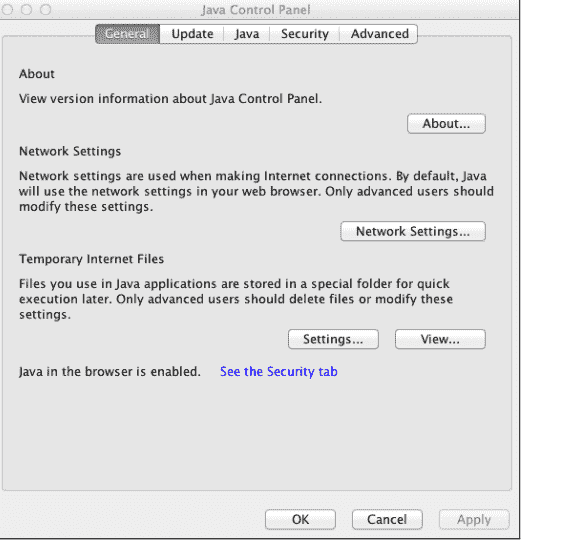 Java Control Panel
General Update Java Security Advanced
About
View version information about Java Control Panel.
About...
Network Settings
Network settings are used when making Internet connections. By default, Java
will use the network settings in your web browser. Only advanced users should
modify these settings.
Network Settings...
Temporary Internet Files
Files you use in Java applications are stored in a special folder for quick
execution later. Only advanced users should delete files or modify these
settings.
Settings... View...
Java in the browser is enabled. See the Security tab
OK Cancel Apply